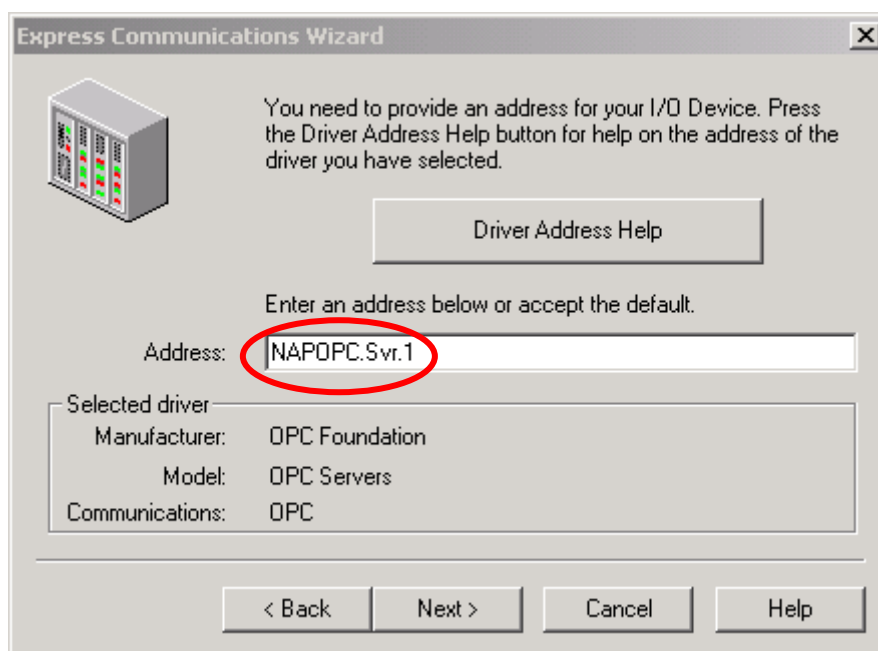 Express Communications Wizard
You need to provide an address for your I/O Device. Press
the Driver Address Help button for help on the address of the
driver you have selected.
Driver Address Help
Enter an address below or accept the default.
Address: NAPOPC.Svr.1
Selected driver
Manufacturer: OPC Foundation
Model: OPC Servers
Communications: OPC
< Back Next > Cancel Help